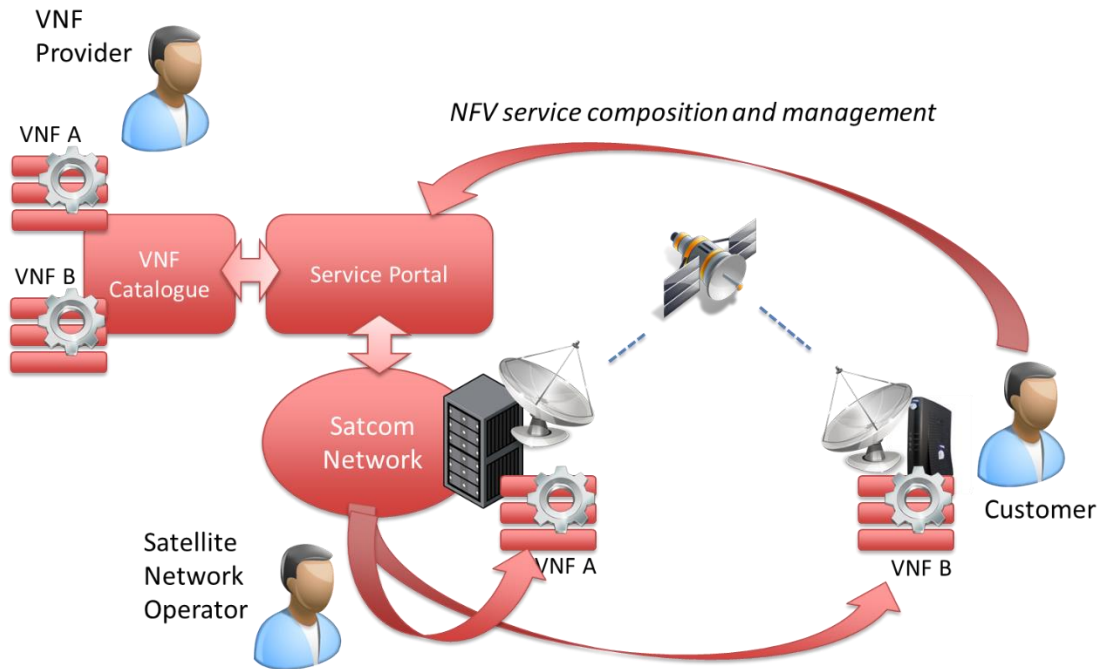 VNF
Provider
NFV service composition and management
VNF A
VNF B
VNF
Catalogue
Service Portal
Satcom
Network
Customer
Satellite
Network
Operator
VNF A
VNF B